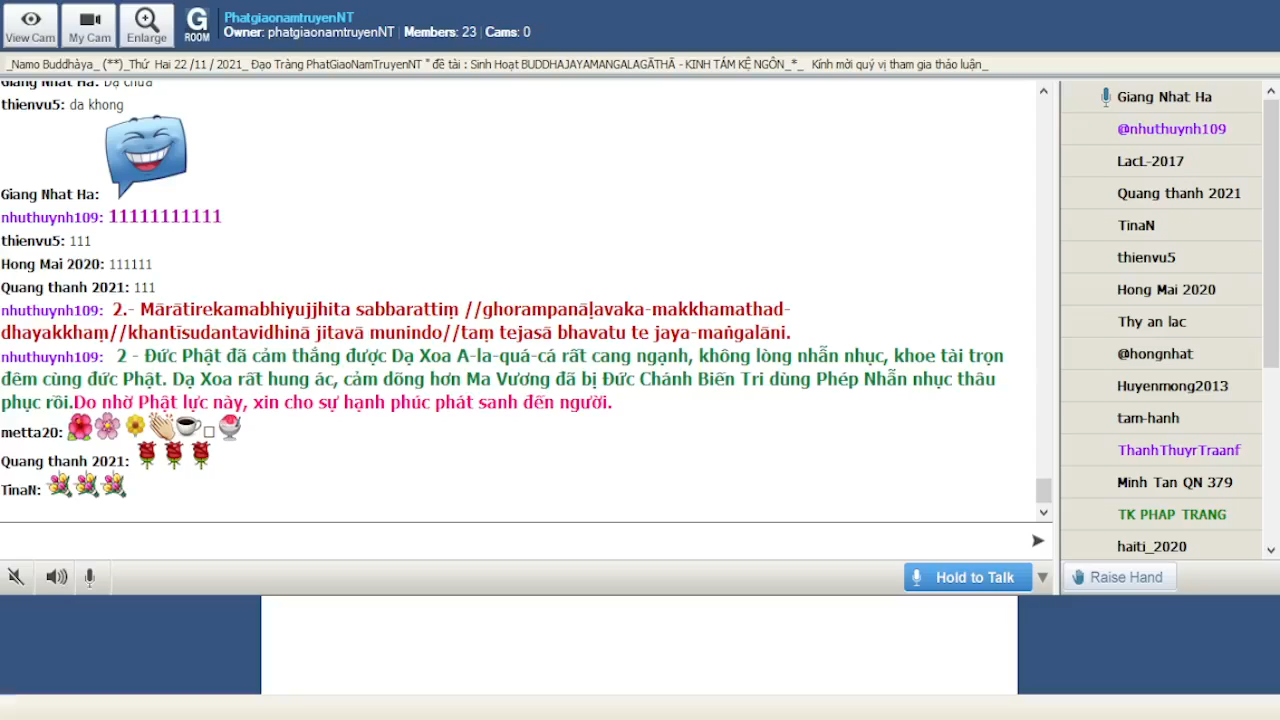 View Cam
My Cam
Enlarge
G
ROOM
PhatgiaonamtruyenNT
Owner: phatgiaonamtruyenNT | Members: 23 | Cams: 0
_Namo Buddhàya_ (**)_Thứ Hai 22 /11 / 2021_ Đạo Tràng PhatGiaoNamTruyenNT " đề tài : Sinh Hoạt BUDDHAJAYAMANGALAGĀTHĀ - KINH TÁM KỆ NGÔN_*_ Kính mời quý vị tham gia thảo luận_
Giang Nhat Ha: Dạ chưa
thienvu5: da khong
Giang Nhat Ha:
nhuthuynh109: 11111111111
thienvu5: 111
Hong Mai 2020: 111111
Quang thanh 2021: 111
nhuthuynh109: 2.- Mārātirekamabhiyujjhita sabbarattiṃ //ghorampanāḷavaka-makkhamathad-
dhayakkhaṃ//khantīsudantavidhinā jitavā munindo//taṃ tejasā bhavatu te jaya-maṅgalāni.
nhuthuynh109: 2 - Đức Phật đã cảm thắng được Dạ Xoa A-la-quá-cá rất cang ngạnh, không lòng nhẫn nhục, khoe tài trọn
đêm cùng đức Phật. Dạ Xoa rất hung ác, cảm dõng hơn Ma Vương đã bị Đức Chánh Biến Tri dùng Phép Nhẫn nhục thâu
phục rồi.Do nhờ Phật lực này, xin cho sự hạnh phúc phát sanh đến người.
metta20:
Quang thanh 2021:
TinaN:
Hold to Talk
Giang Nhat Ha
@nhuthuynh109
LacL-2017
Quang thanh 2021
TinaN
thienvu5
Hong Mai 2020
Thy an lac
@hongnhat
Huyenmong2013
tam-hanh
ThanhThuyrTraanf
Minh Tan QN 379
TK PHAP TRANG
haiti_2020
Raise Hand